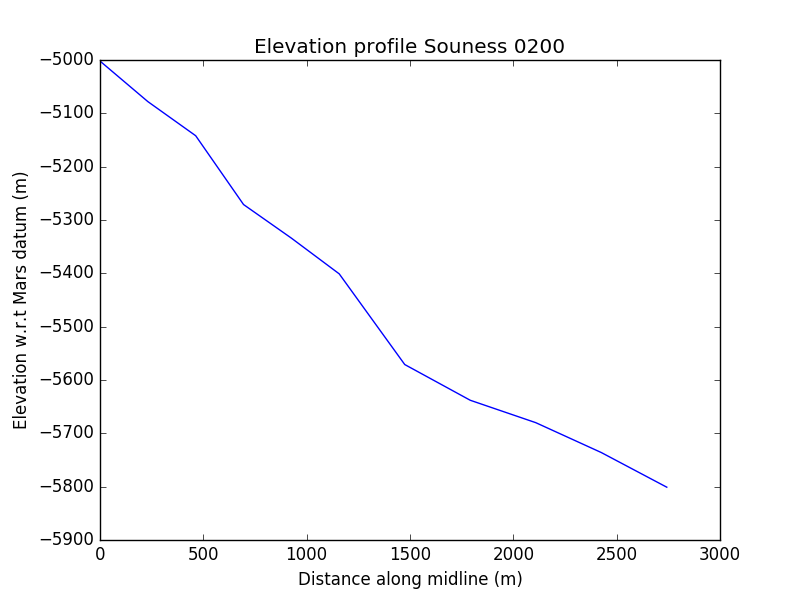 Elevation profile Souness 0200
Elevation w.r.t Mars datum (m)
−5000
−5100
−5200
−5300
−5400
−5500
−5600
−5700
−5800
−5900
0 500 1000 1500 2000 2500 3000
Distance along midline (m)